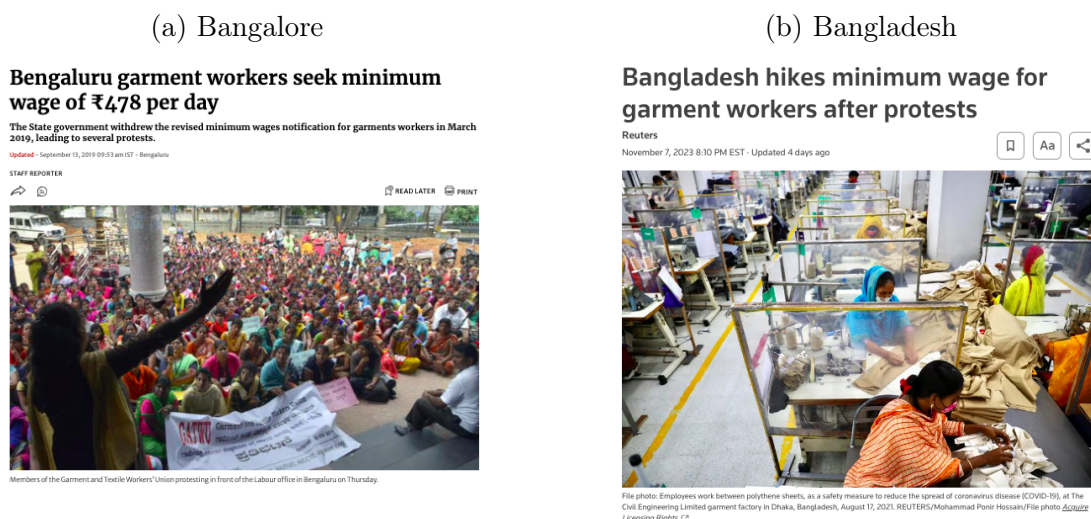 (a) Bangalore
Bengaluru garment workers seek minimum
wage of ₹478 per day
The State government withdrew the revised minimum wages notification for garments workers in March
2019, leading to several protests.
Updated - September 13, 2019 09:53 am IST - Bengaluru
STAFF REPORTER
READ LATER PRINT
GATWU
Members of the Garment and Textile Workers' Union protesting in front of the Labour office in Bengaluru on Thursday.
(b) Bangladesh
Bangladesh hikes minimum wage for
garment workers after protests
Reuters
November 7, 2023 8:10 PM EST · Updated 4 days ago
Aa
File photo: Employees work between polythene sheets, as a safety measure to reduce the spread of coronavirus disease (COVID-19), at The
Civil Engineering Limited garment factory in Dhaka, Bangladesh, August 17, 2021. REUTERS/Mohammad Ponir Hossain/File photo Acquire
Licensing Rights